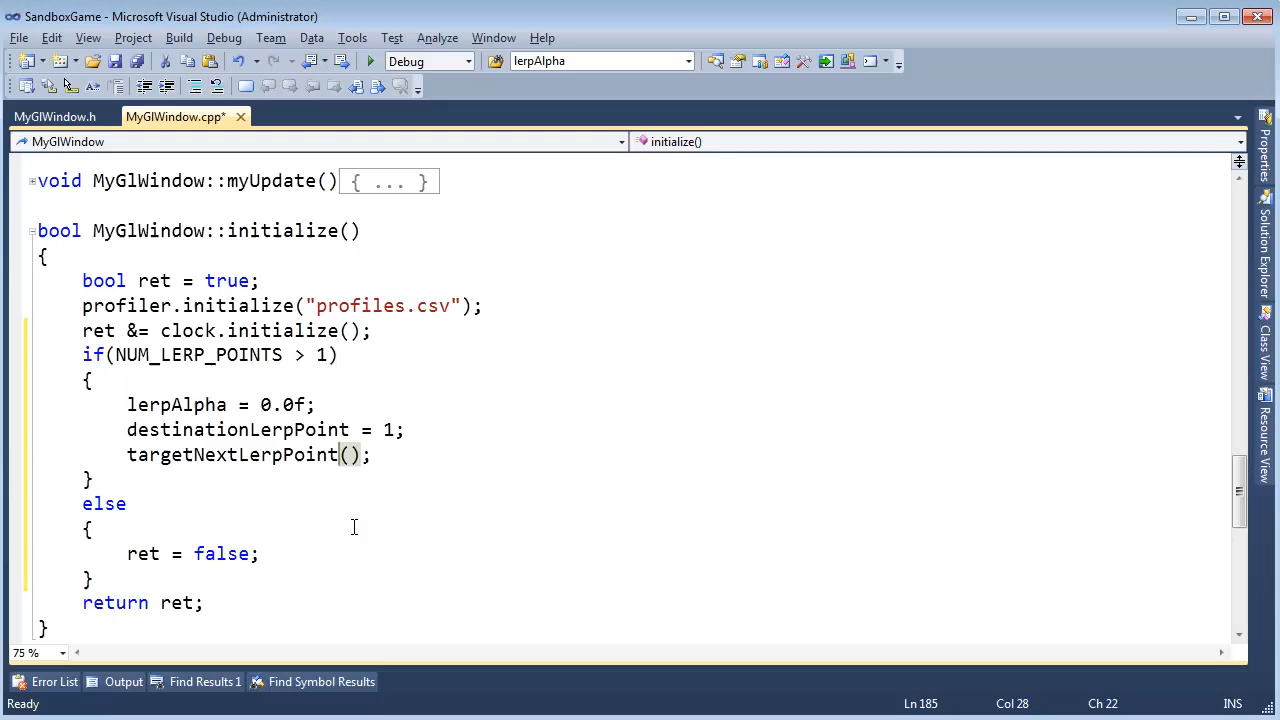 SandboxGame - Microsoft Visual Studio (Administrator)
File Edit View Project Build Debug Team Data Tools Test Analyze Window Help
Debug lerpAlpha
MyGlWindow.h MyGlWindow.cpp*
MyGlWindow initialize()
void MyGlWindow::myUpdate(){ ... }
bool MyGlWindow::initialize()
{
bool ret = true;
profiler.initialize("profiles.csv");
ret &= clock.initialize();
if(NUM_LERP_POINTS > 1)
{
lerpAlpha = 0.0f;
destinationLerpPoint = 1;
targetNextLerpPoint();
}
else
{
ret = false;
}
return ret;
}
75 %
Properties
Solution Explorer
Class View
Resource View
Error List Output Find Results 1 Find Symbol Results
Ready Ln 185 Col 28 Ch 22 INS